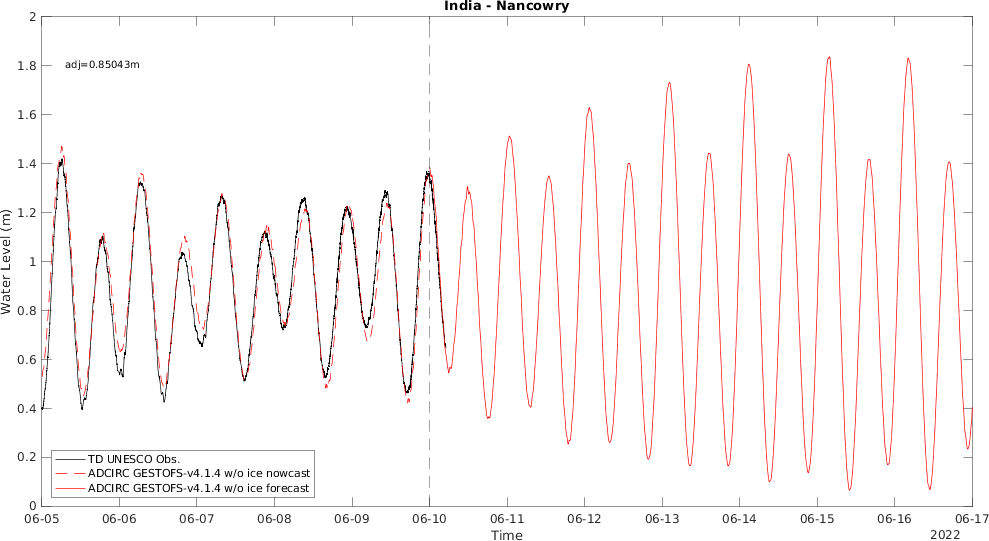 India - Nancowry
adj=0.85043m
Water Level (m)
2
1.8
1.6
1.4
1.2
1
0.8
0.6
0.4
0.2
0
TD UNESCO Obs.
ADCIRC GESTOFS-v4.1.4 w/o ice nowcast
ADCIRC GESTOFS-v4.1.4 w/o ice forecast
06-05 06-06 06-07 06-08 06-09 06-10 06-11 06-12 06-13 06-14 06-15 06-16 06-17
Time
2022